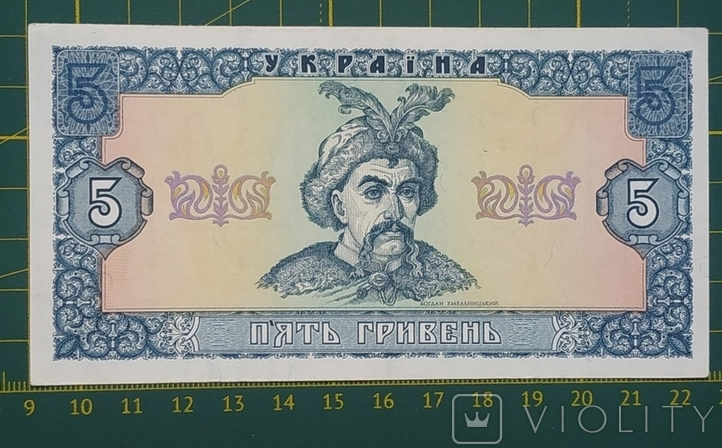 5 УКРАЇНА 5
5 5
БОГДАН ХМЕЛЬНИЦЬКИЙ
П'ЯТЬ ГРИВЕНЬ
9 10 11 12 13 14 15 16 17 18 19 20 21 22
VIOLITY